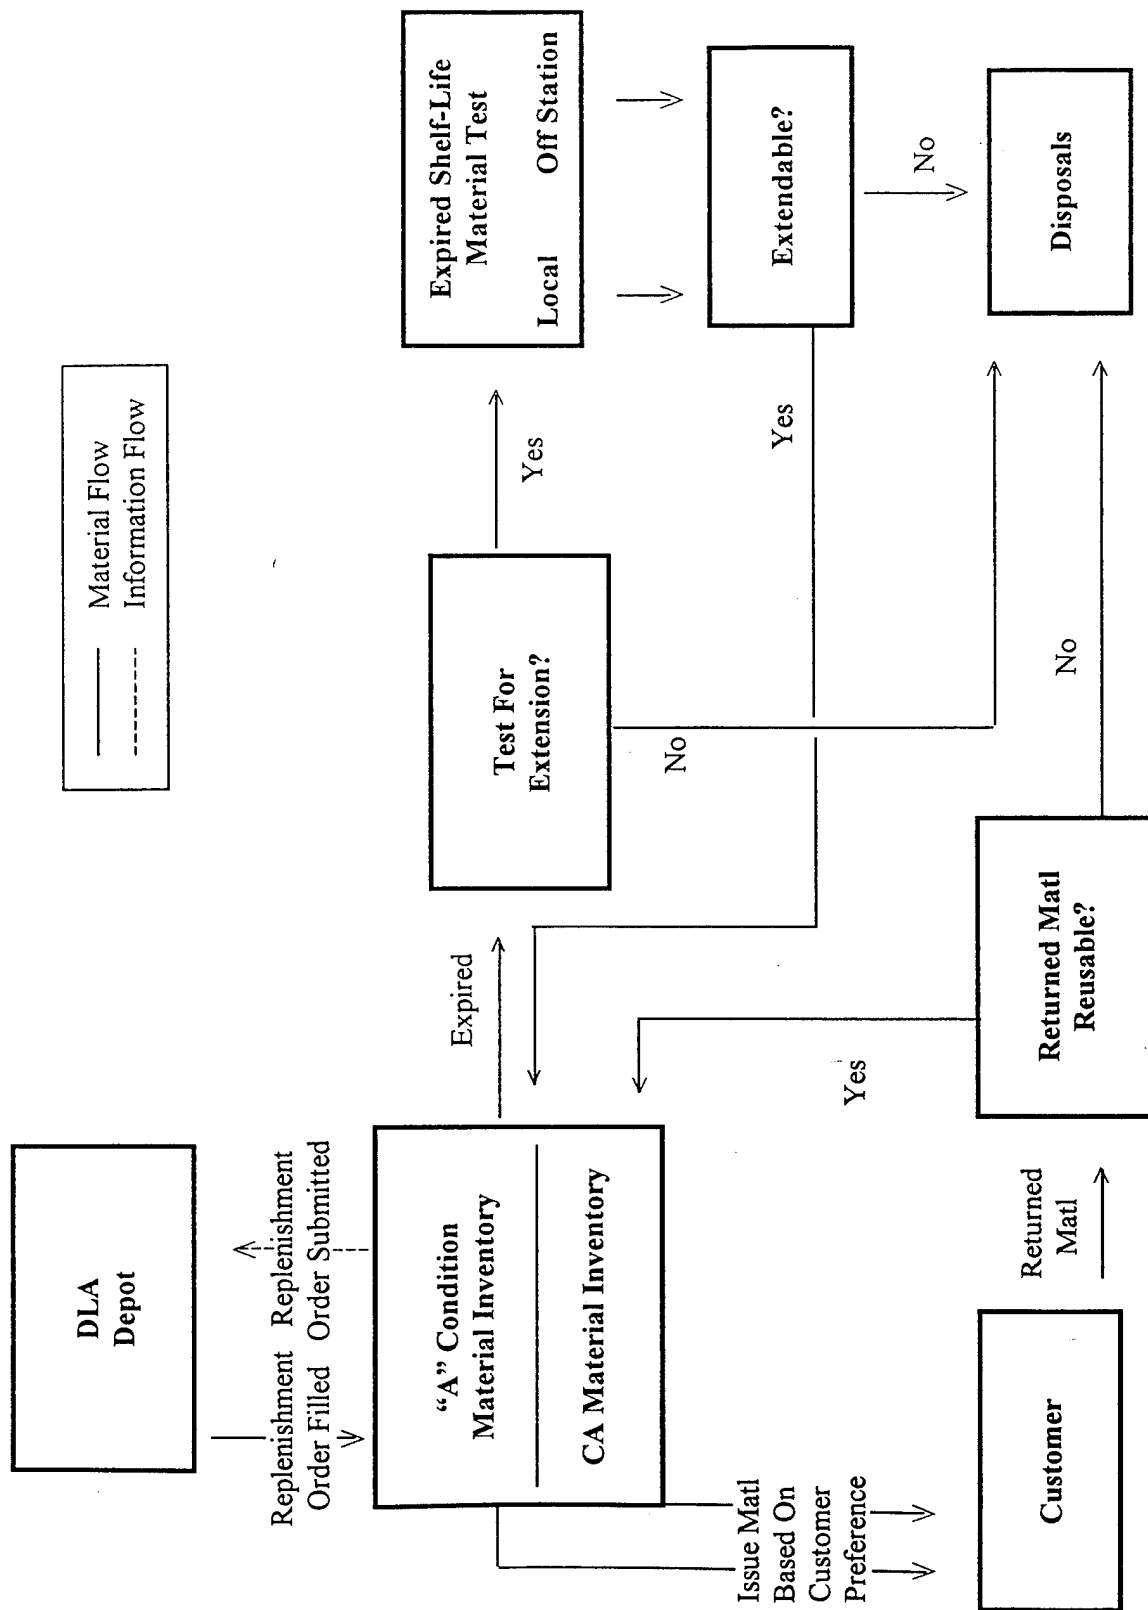 DLA
Depot
Replenishment
Order Filled
Replenishment
Order Submitted
“A” Condition
Material Inventory
CA Material Inventory
Issue Matl
Based On
Customer
Preference
Customer
Returned
Matl
Returned Matl
Reusable?
Yes
No
Expired
Test For
Extension?
Yes
No
Expired Shelf-Life
Material Test
Local
Off Station
Extendable?
Yes
No
Disposals
Material Flow
Information Flow